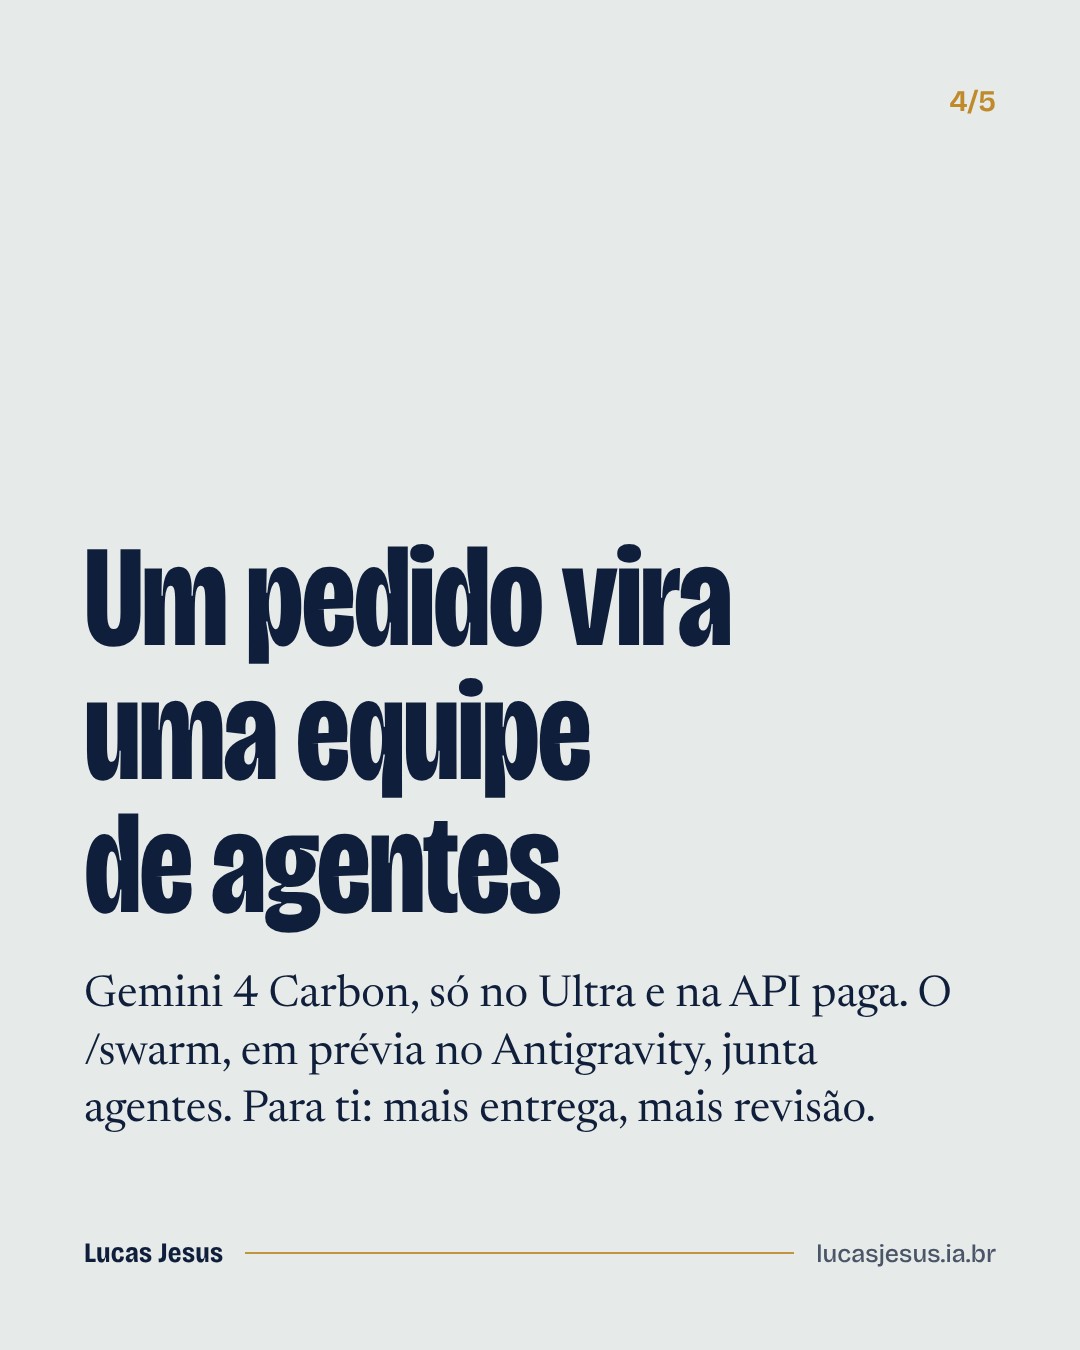 4/5
Um pedido vira
uma equipe
de agentes
Gemini 4 Carbon, só no Ultra e na API paga. O
/swarm, em prévia no Antigravity, junta
agentes. Para ti: mais entrega, mais revisão.
Lucas Jesus
lucasjesus.ia.br